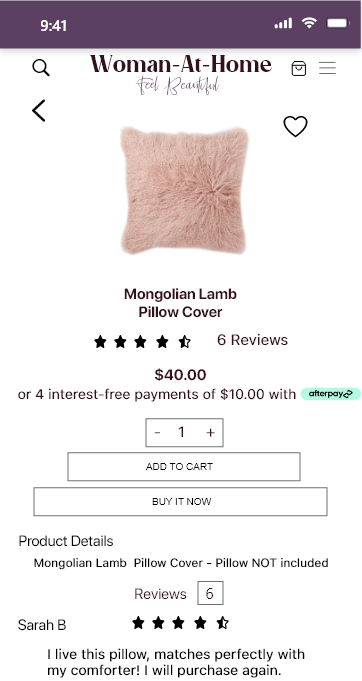 9:41
Woman-At-Home
Feel Beautiful
Mongolian Lamb
Pillow Cover
6 Reviews
$40.00
or 4 interest-free payments of $10.00 with afterpay
- 1 +
ADD TO CART
BUY IT NOW
Product Details
Mongolian Lamb Pillow Cover - Pillow NOT included
Reviews 6
Sarah B
I live this pillow, matches perfectly with
my comforter! I will purchase again.